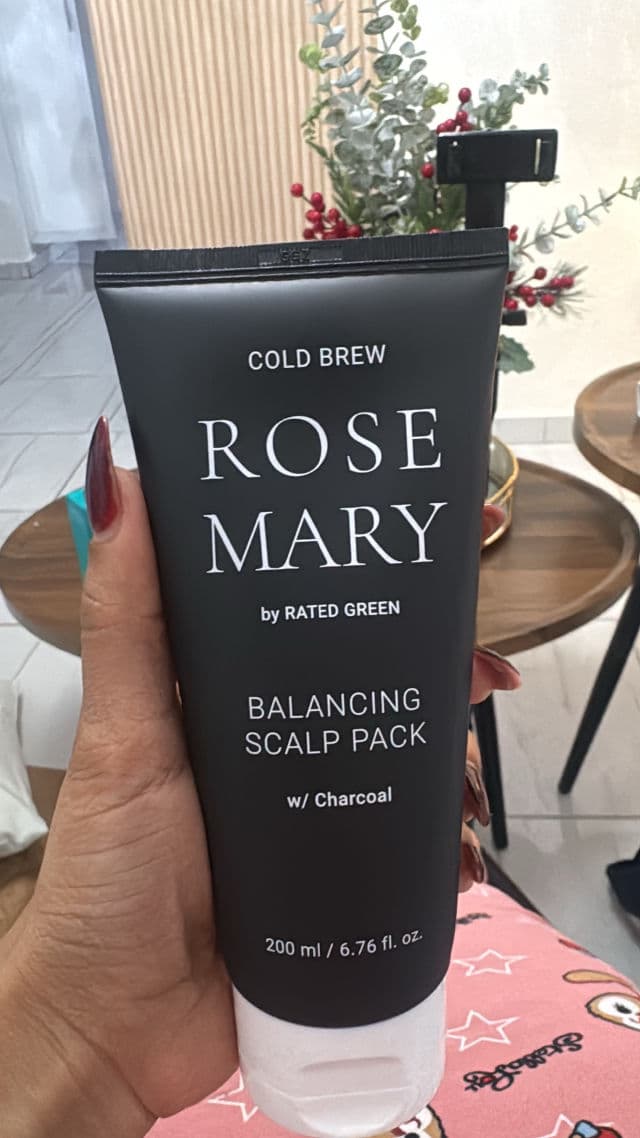 COLD BREW
ROSE
MARY
by RATED GREEN
BALANCING
SCALP PACK
w/ Charcoal
200 ml / 6.76 fl. oz.